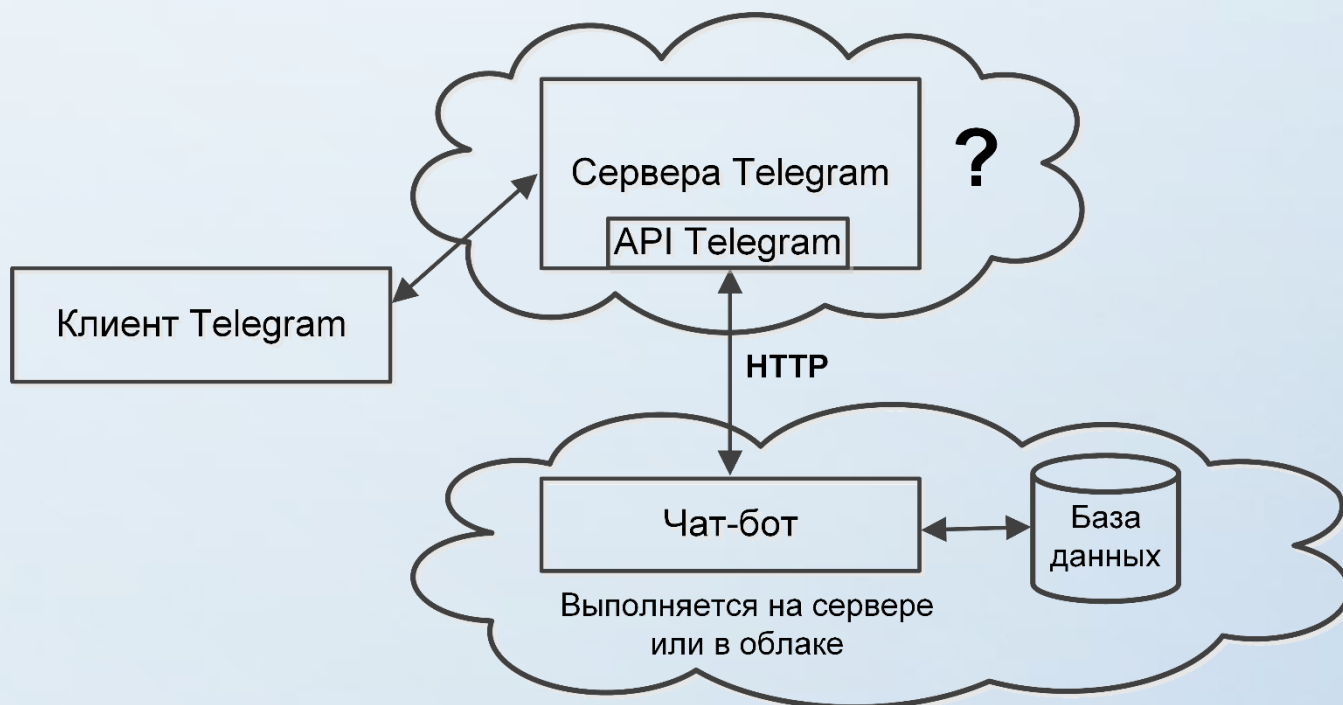 Сервера Telegram
?
API Telegram
Клиент Telegram
HTTP
Чат-бот
База
данных
Выполняется на сервере
или в облаке